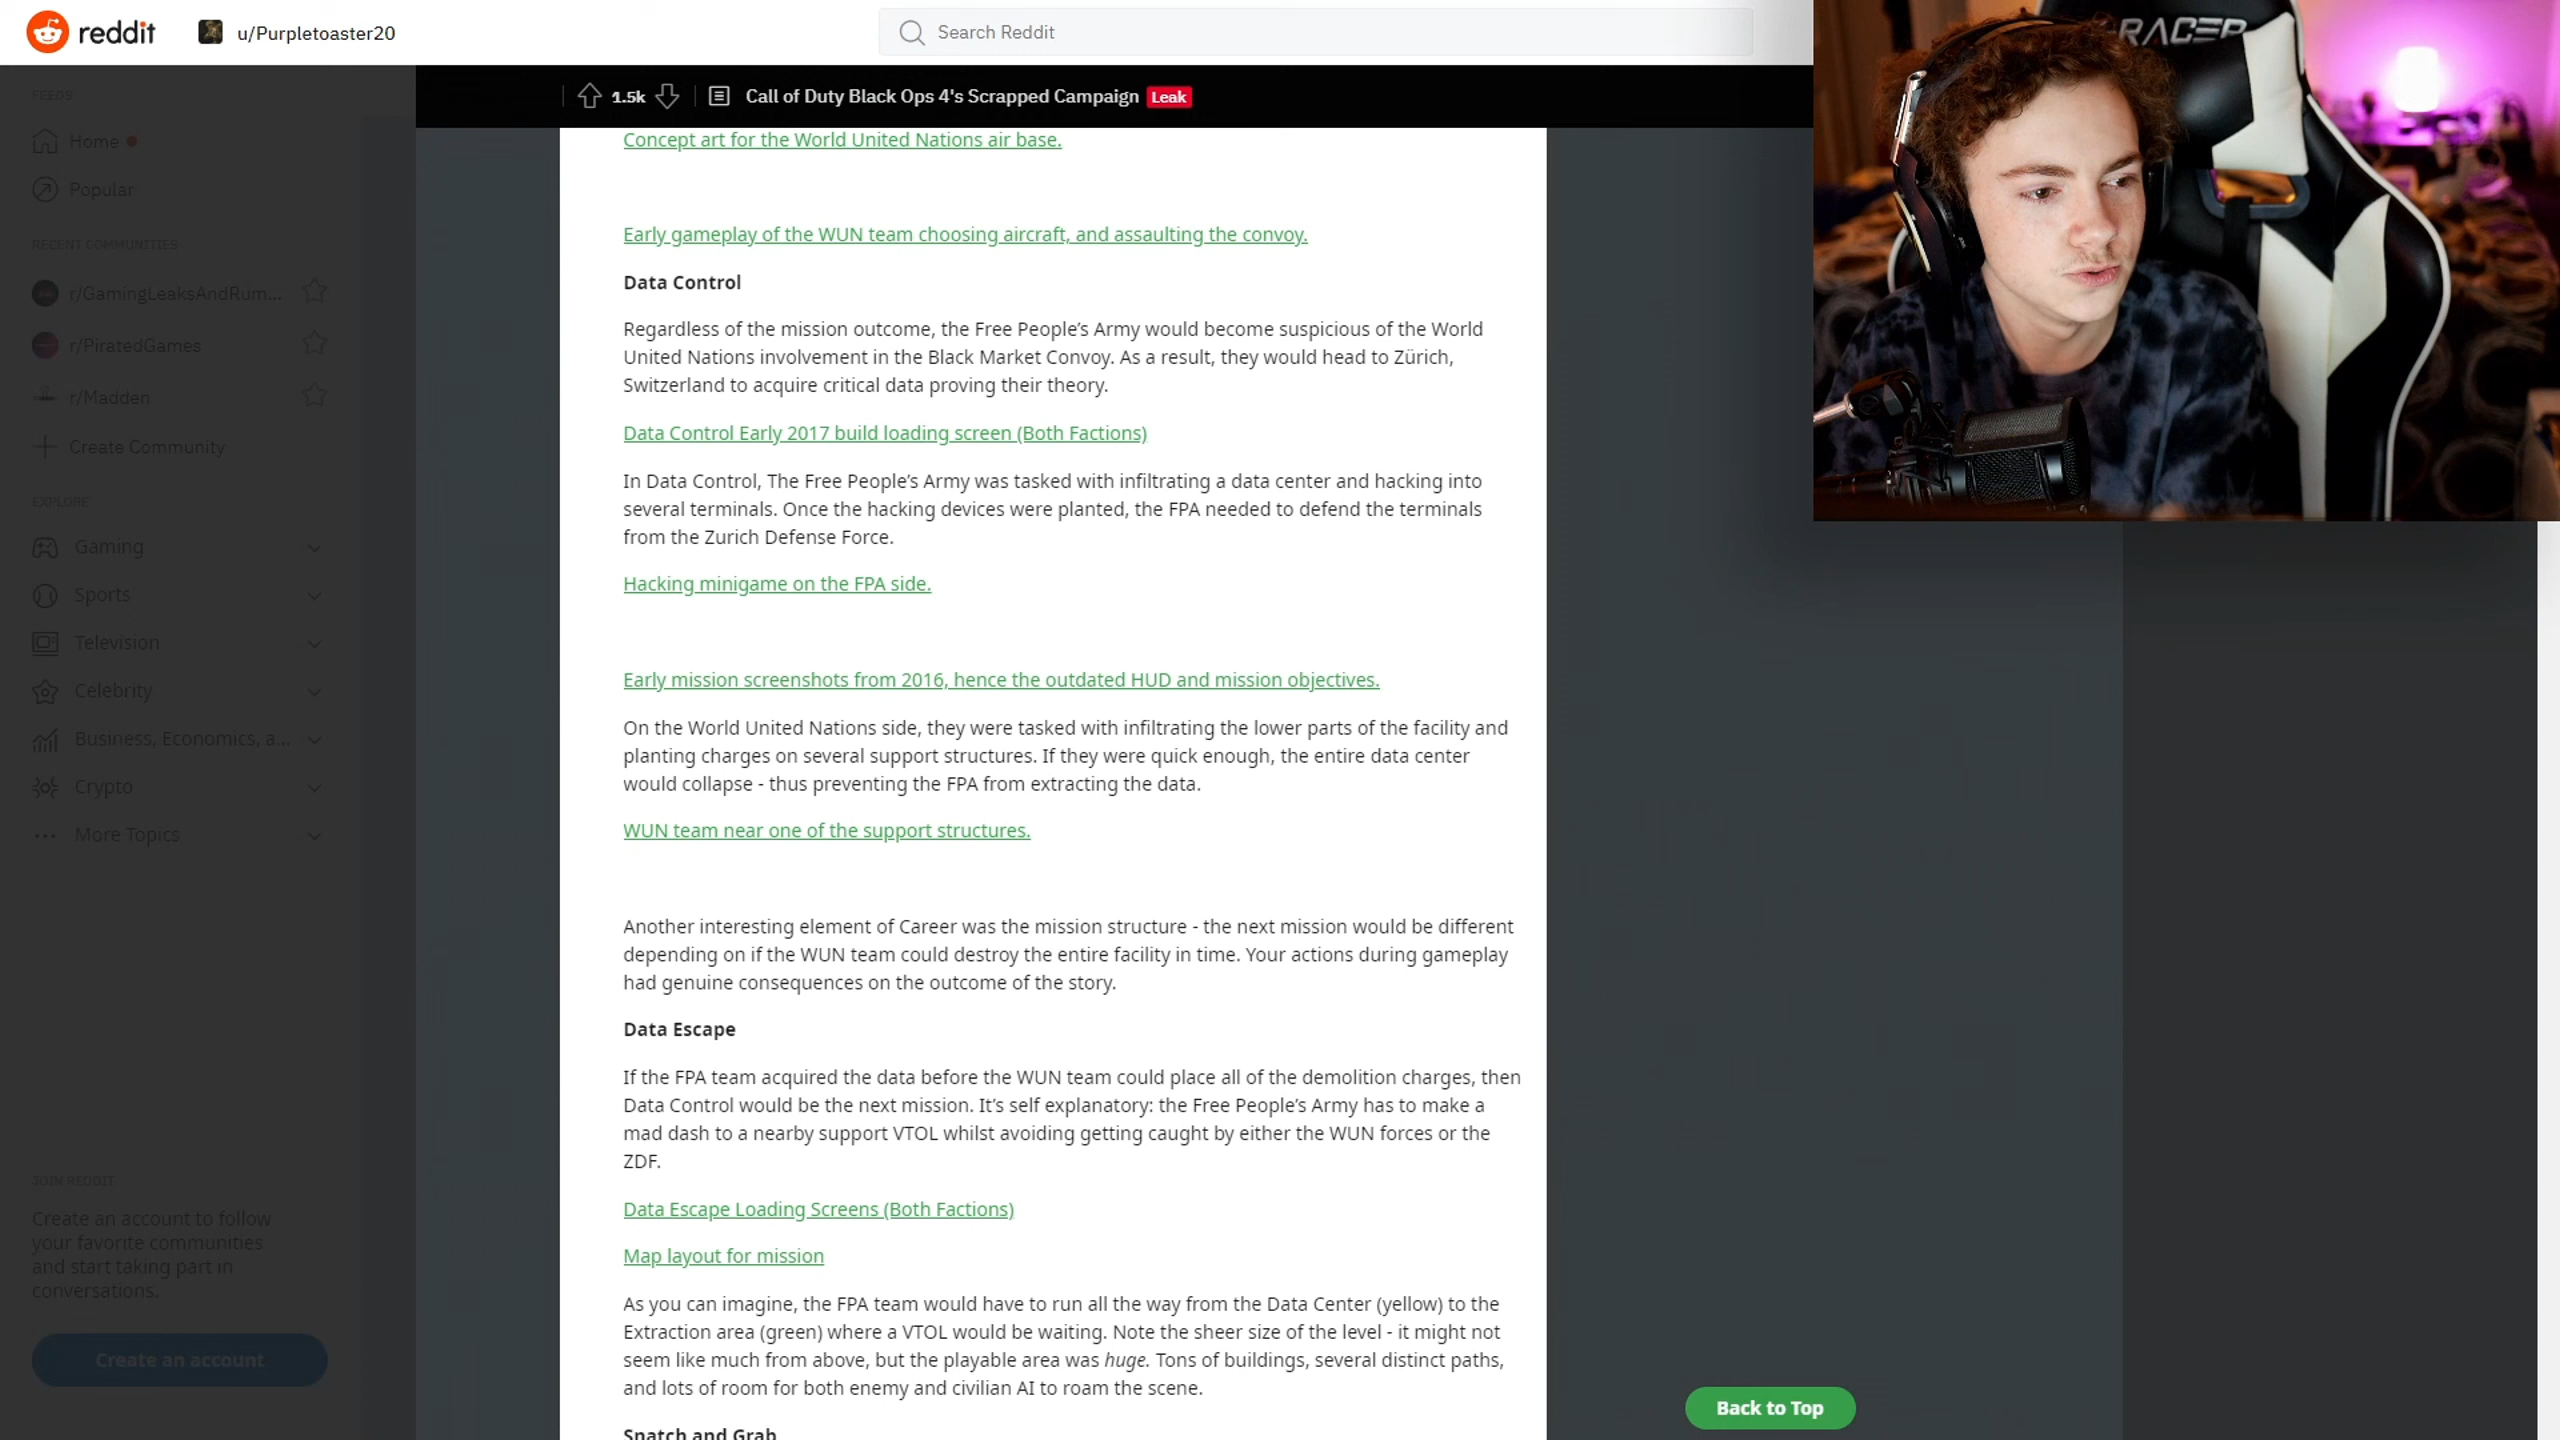 reddit
u/Purpletoaster20
Search Reddit
RACER
1.5k
Call of Duty Black Ops 4's Scrapped Campaign Leak
FEEDS
Home
Popular
RECENT COMMUNITIES
r/GamingLeaksAndRum...
r/PiratedGames
r/Madden
Create Community
EXPLORE
Gaming
Sports
Television
Celebrity
Business, Economics, a...
Crypto
More Topics
JOIN REDDIT
Create an account to follow
your favorite communities
and start taking part in
conversations.
Create an account
Concept art for the World United Nations air base.
Early gameplay of the WUN team choosing aircraft, and assaulting the convoy.
Data Control
Regardless of the mission outcome, the Free People’s Army would become suspicious of the World
United Nations involvement in the Black Market Convoy. As a result, they would head to Zürich,
Switzerland to acquire critical data proving their theory.
Data Control Early 2017 build loading screen (Both Factions)
In Data Control, The Free People’s Army was tasked with infiltrating a data center and hacking into
several terminals. Once the hacking devices were planted, the FPA needed to defend the terminals
from the Zurich Defense Force.
Hacking minigame on the FPA side.
Early mission screenshots from 2016, hence the outdated HUD and mission objectives.
On the World United Nations side, they were tasked with infiltrating the lower parts of the facility and
planting charges on several support structures. If they were quick enough, the entire data center
would collapse - thus preventing the FPA from extracting the data.
WUN team near one of the support structures.
Another interesting element of Career was the mission structure - the next mission would be different
depending on if the WUN team could destroy the entire facility in time. Your actions during gameplay
had genuine consequences on the outcome of the story.
Data Escape
If the FPA team acquired the data before the WUN team could place all of the demolition charges, then
Data Control would be the next mission. It’s self explanatory: the Free People’s Army has to make a
mad dash to a nearby support VTOL whilst avoiding getting caught by either the WUN forces or the
ZDF.
Data Escape Loading Screens (Both Factions)
Map layout for mission
As you can imagine, the FPA team would have to run all the way from the Data Center (yellow) to the
Extraction area (green) where a VTOL would be waiting. Note the sheer size of the level - it might not
seem like much from above, but the playable area was huge. Tons of buildings, several distinct paths,
and lots of room for both enemy and civilian AI to roam the scene.
Snatch and Grab
Back to Top